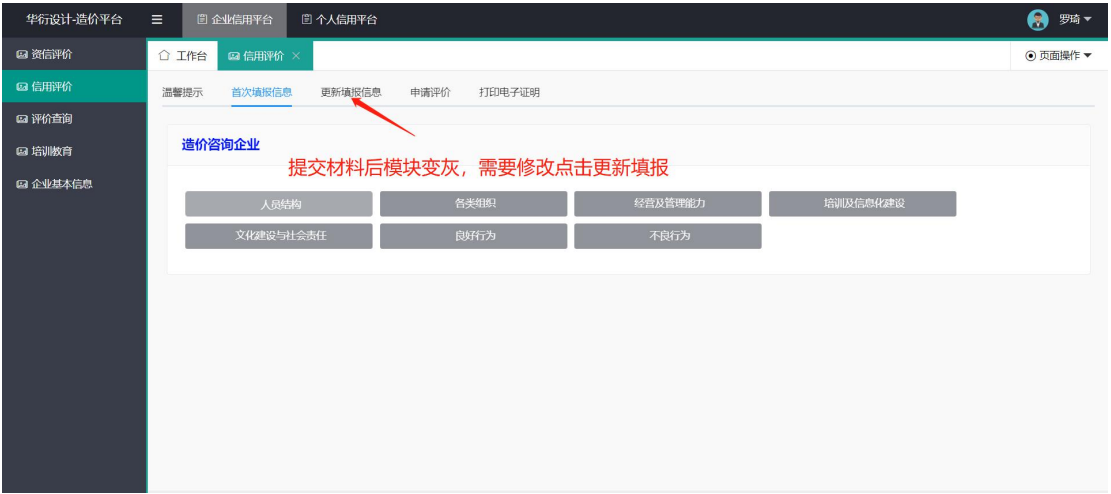 华衍设计-造价平台 企业信用平台 个人信用平台 罗琦
资信评价 工作台 信用评价 页面操作
信用评价 温馨提示 首次填报信息 更新填报信息 申请评价 打印电子证明
评价查询
培训教育 造价咨询企业
提交材料后模块变灰，需要修改点击更新填报
企业基本信息
人员结构 各类组织 经营及管理能力 培训及信息化建设
文化建设与社会责任 良好行为 不良行为